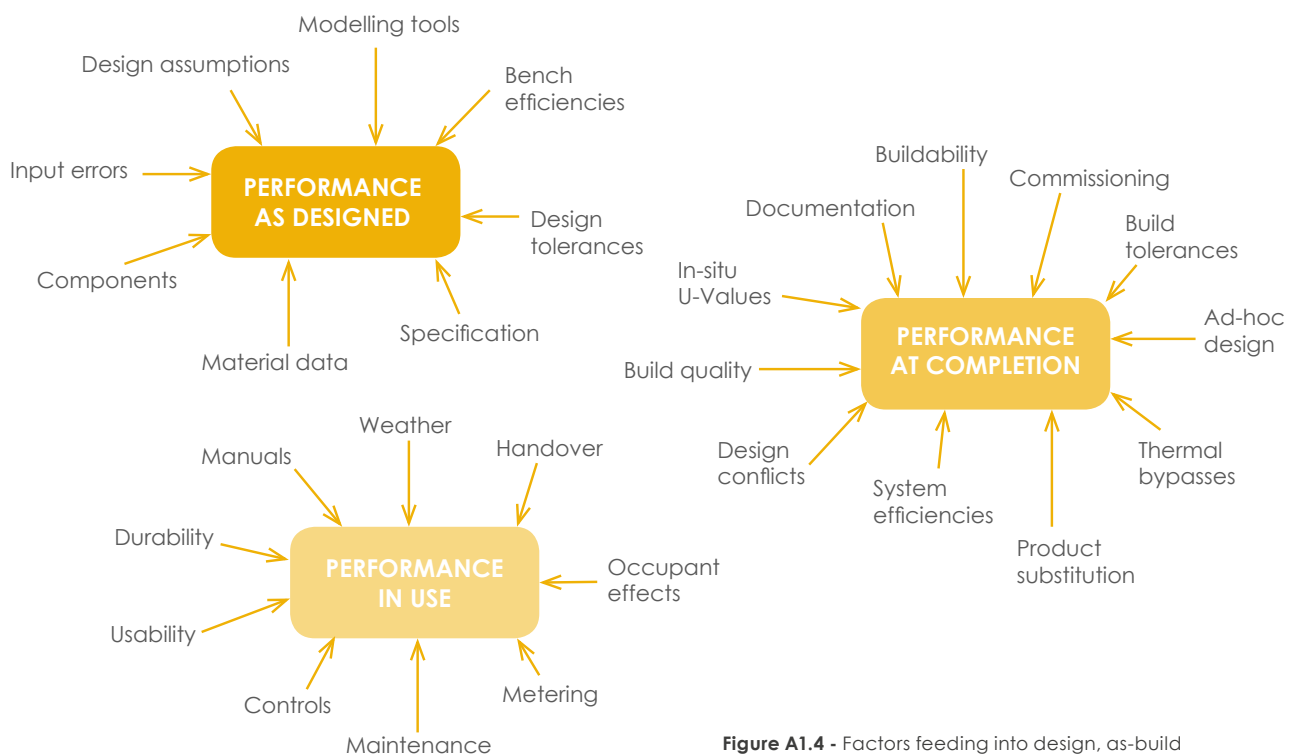 Modelling tools
Design assumptions
Bench
efficiencies
Input errors
PERFORMANCE
AS DESIGNED
Design
tolerances
Components
Specification
Material data
Buildability
Commissioning
Documentation
Build
tolerances
In-situ
U-Values
PERFORMANCE
AT COMPLETION
Ad-hoc
design
Build quality
Design
conflicts
System
efficiencies
Thermal
bypasses
Product
substitution
Weather
Manuals
Handover
Durability
PERFORMANCE
IN USE
Occupant
effects
Usability
Controls
Metering
Maintenance
Figure A1.4 - Factors feeding into design, as-build